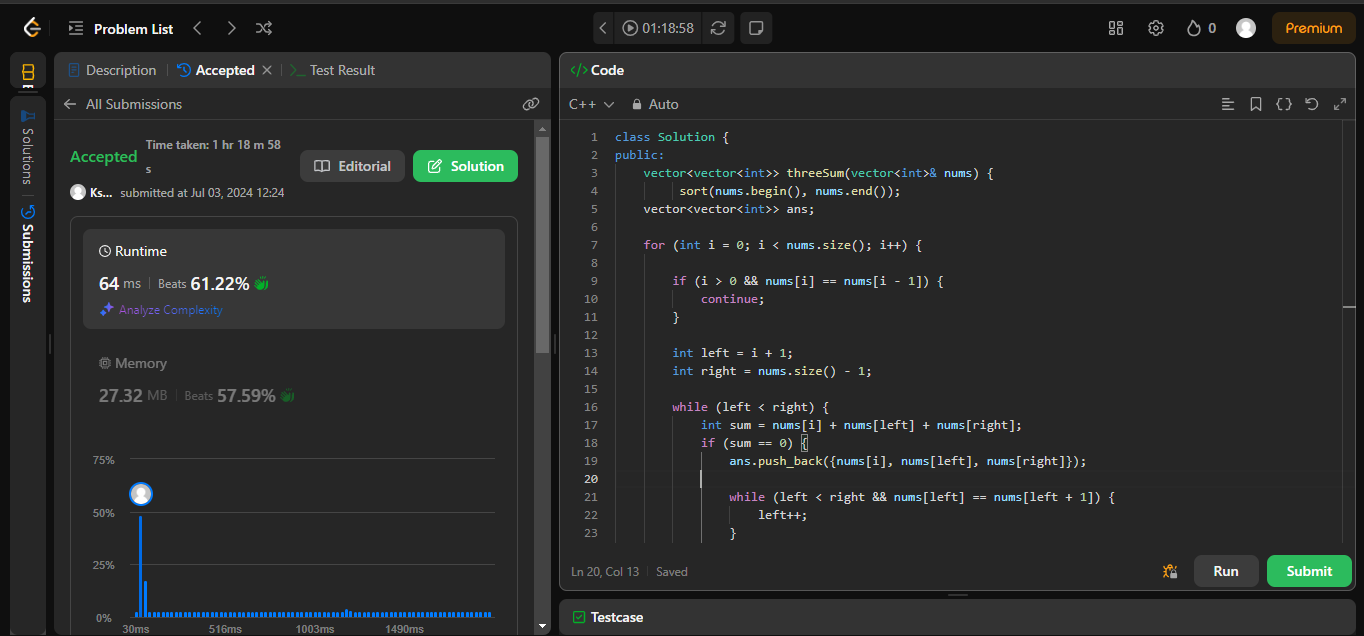 Problem List
01:18:58
0
Premium
Description
Accepted
Test Result
All Submissions
Solutions
Submissions
Accepted
Time taken: 1 hr 18 m 58 s
Editorial
Solution
Ks... submitted at Jul 03, 2024 12:24
Runtime
64 ms Beats 61.22%
Analyze Complexity
Memory
27.32 MB Beats 57.59%
75%
50%
25%
0%
30ms 516ms 1003ms 1490ms
</> Code
C++ Auto
1 class Solution {
2 public:
3 vector<vector<int>> threeSum(vector<int>& nums) {
4 sort(nums.begin(), nums.end());
5 vector<vector<int>> ans;
6
7 for (int i = 0; i < nums.size(); i++) {
8
9 if (i > 0 && nums[i] == nums[i - 1]) {
10 continue;
11 }
12
13 int left = i + 1;
14 int right = nums.size() - 1;
15
16 while (left < right) {
17 int sum = nums[i] + nums[left] + nums[right];
18 if (sum == 0) {
19 ans.push_back({nums[i], nums[left], nums[right]});
20
21 while (left < right && nums[left] == nums[left + 1]) {
22 left++;
23 }
Ln 20, Col 13 Saved
Run
Submit
Testcase